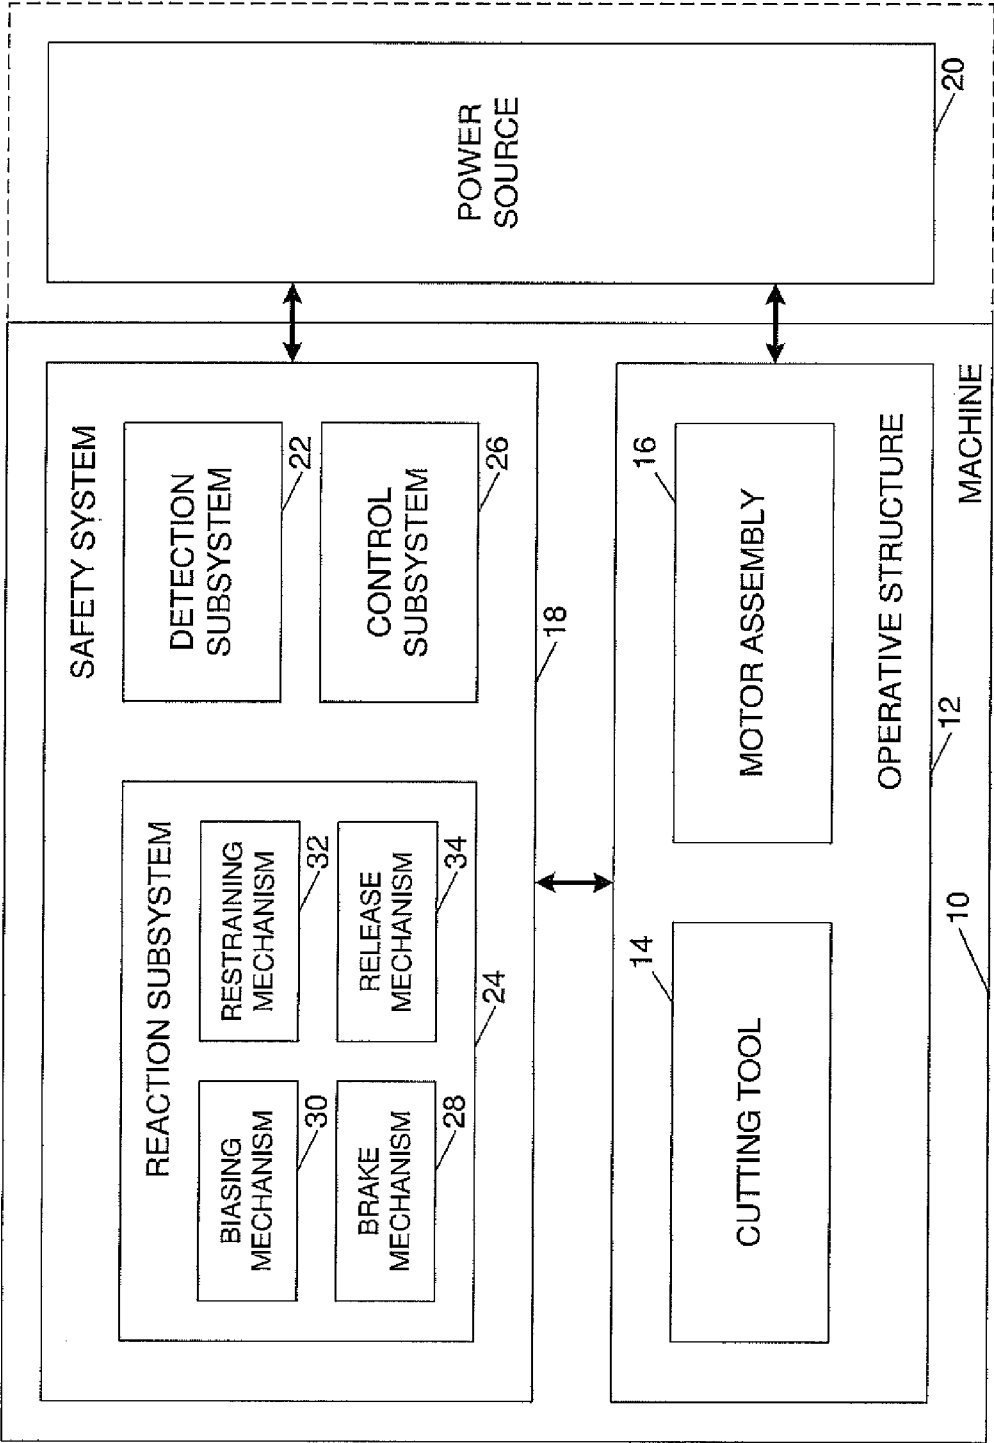 SAFETY SYSTEM
REACTION SUBSYSTEM
BIASING
MECHANISM
30
RESTRAINING
MECHANISM
32
BRAKE
MECHANISM
28
RELEASE
MECHANISM
34
24
DETECTION
SUBSYSTEM
22
CONTROL
SUBSYSTEM
26
18
POWER
SOURCE
20
14
CUTTING TOOL
16
MOTOR ASSEMBLY
OPERATIVE STRUCTURE
12
10
MACHINE